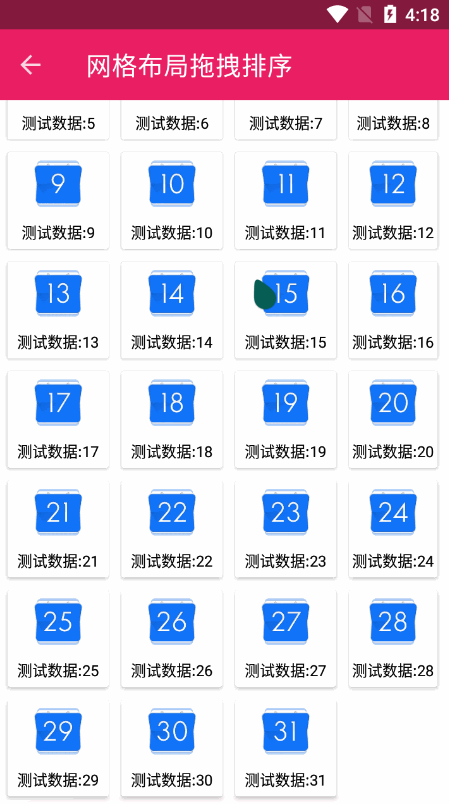 4:18
网格布局拖拽排序
测试数据:5 测试数据:6 测试数据:7 测试数据:8
9 10 11 12
测试数据:9 测试数据:10 测试数据:11 测试数据:12
13 14 15 16
测试数据:13 测试数据:14 测试数据:15 测试数据:16
17 18 19 20
测试数据:17 测试数据:18 测试数据:19 测试数据:20
21 22 23 24
测试数据:21 测试数据:22 测试数据:23 测试数据:24
25 26 27 28
测试数据:25 测试数据:26 测试数据:27 测试数据:28
29 30 31
测试数据:29 测试数据:30 测试数据:31